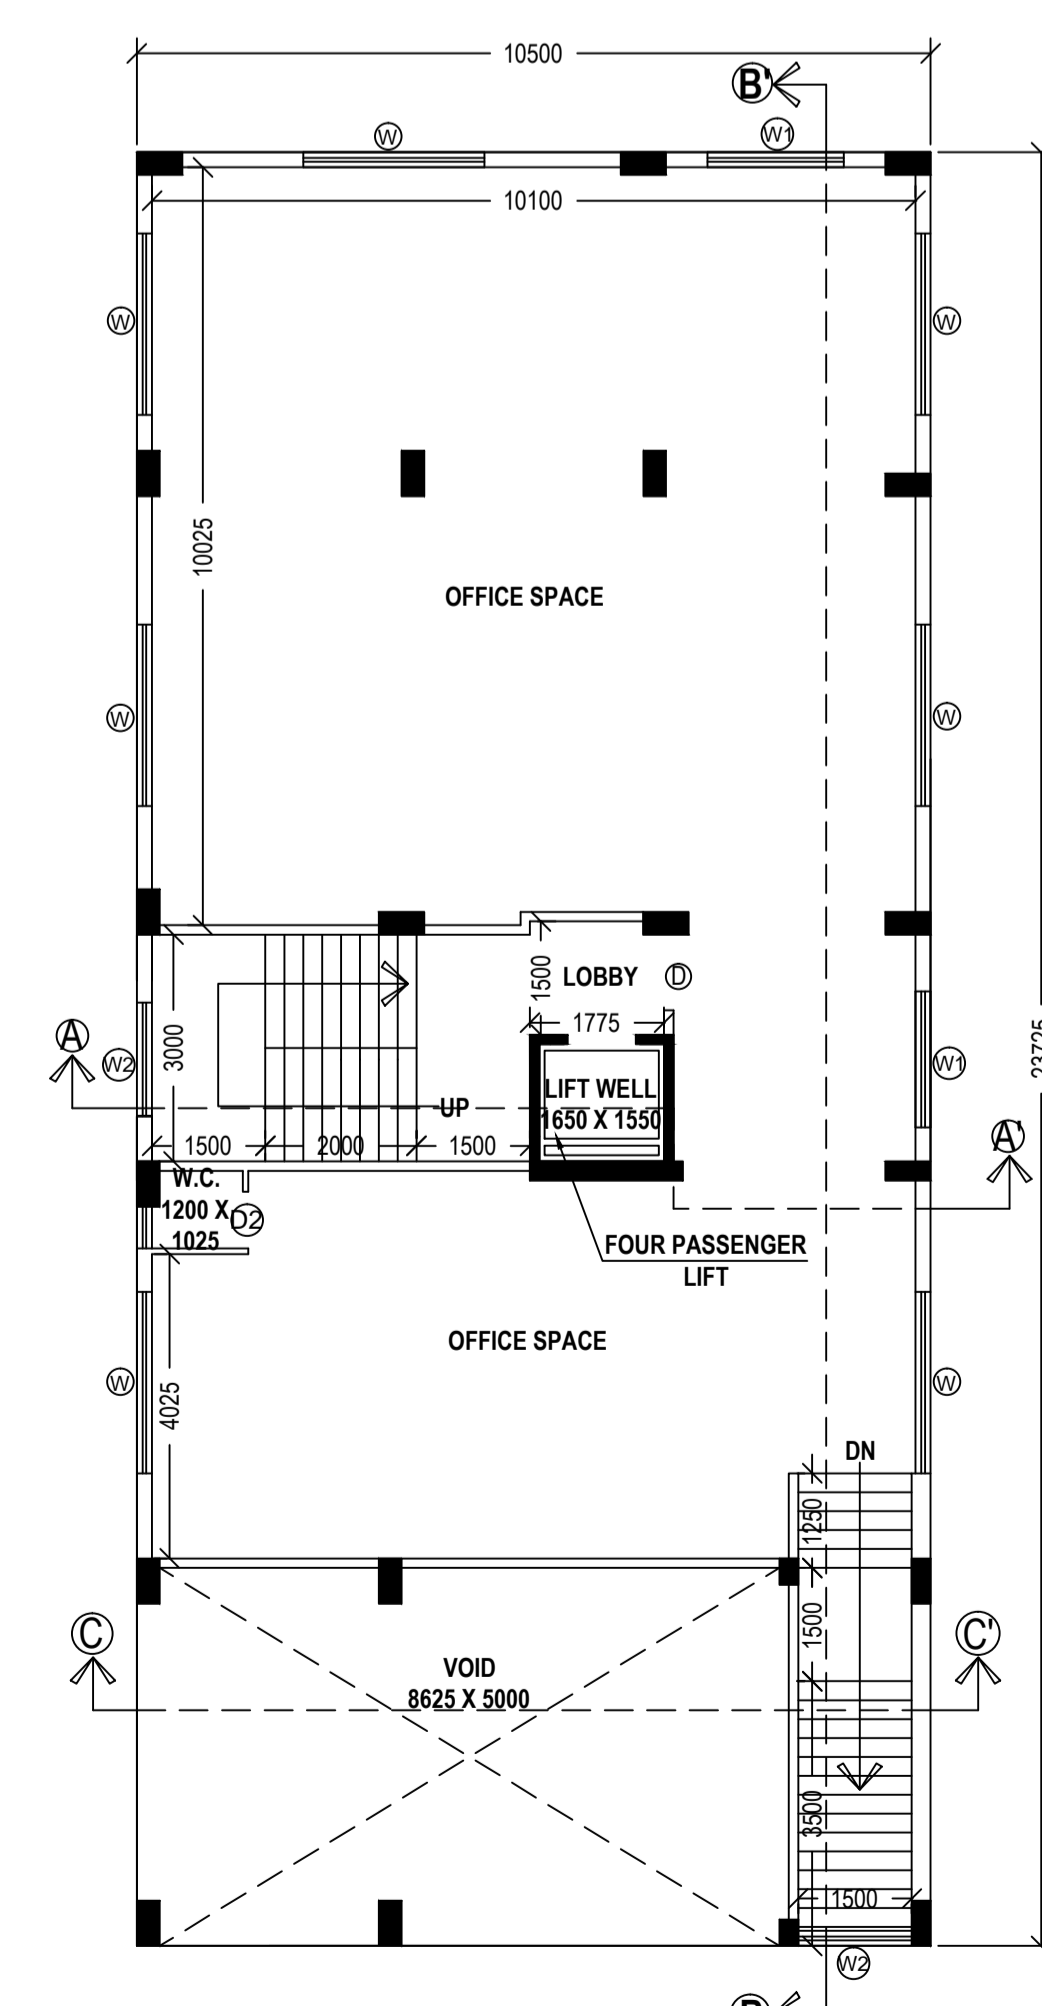 10500
B'
W
W1
10100
W
W
10025
OFFICE SPACE
W
W
1500
LOBBY
D
A
W2
3000
1775
W1
23725
LIFT WELL
1650 X 1550
UP
A'
1500
2000
1500
W.C.
1200 X
1025
D2
FOUR PASSENGER
LIFT
OFFICE SPACE
W
W
4025
DN
1250
1500
C
C'
VOID
8625 X 5000
3500
1500
W2